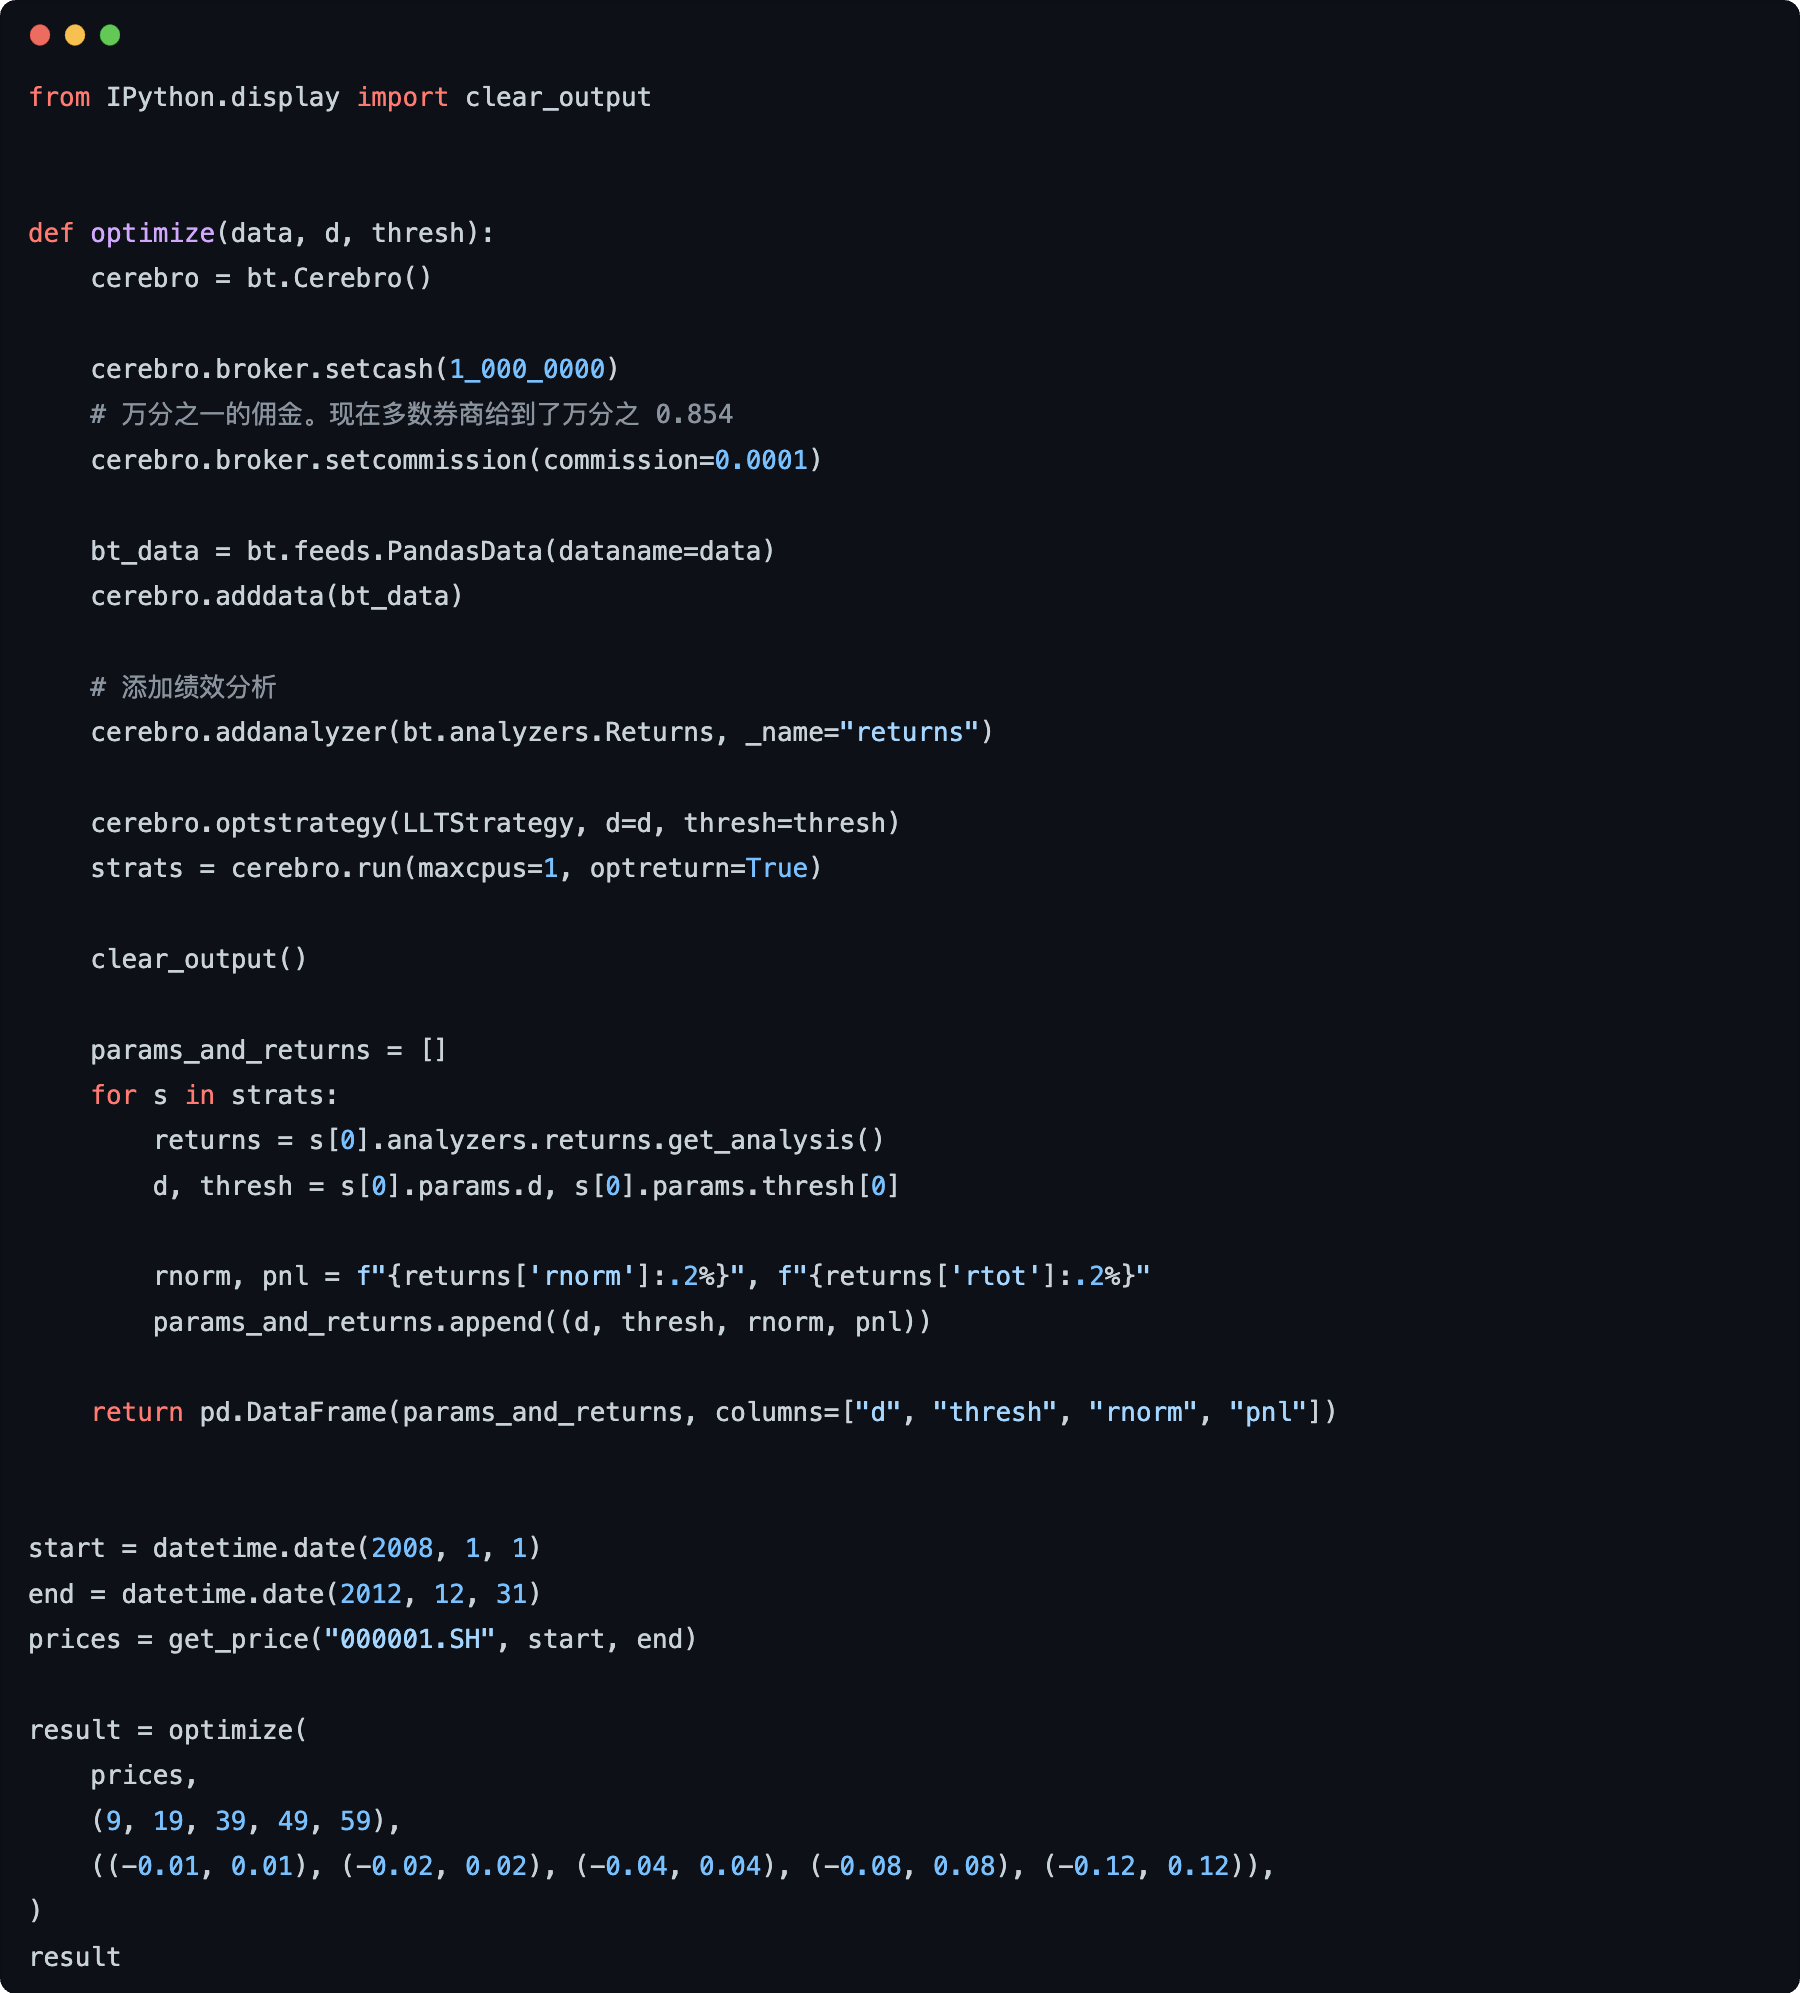 from IPython.display import clear_output
def optimize(data, d, thresh):
    cerebro = bt.Cerebro()
    cerebro.broker.setcash(1_000_0000)
    # 万分之一的佣金。现在多数券商给到了万分之 0.854
    cerebro.broker.setcommission(commission=0.0001)
    bt_data = bt.feeds.PandasData(dataname=data)
    cerebro.adddata(bt_data)
    # 添加绩效分析
    cerebro.addanalyzer(bt.analyzers.Returns, _name="returns")
    cerebro.optstrategy(LLTStrategy, d=d, thresh=thresh)
    strats = cerebro.run(maxcpus=1, optreturn=True)
    clear_output()
    params_and_returns = []
    for s in strats:
        returns = s[0].analyzers.returns.get_analysis()
        d, thresh = s[0].params.d, s[0].params.thresh[0]
        rnorm, pnl = f"{returns['rnorm']:.2%}", f"{returns['rtot']:.2%}"
        params_and_returns.append((d, thresh, rnorm, pnl))
    return pd.DataFrame(params_and_returns, columns=["d", "thresh", "rnorm", "pnl"])
start = datetime.date(2008, 1, 1)
end = datetime.date(2012, 12, 31)
prices = get_price("000001.SH", start, end)
result = optimize(
    prices,
    (9, 19, 39, 49, 59),
    ((-0.01, 0.01), (-0.02, 0.02), (-0.04, 0.04), (-0.08, 0.08), (-0.12, 0.12)),
)
result